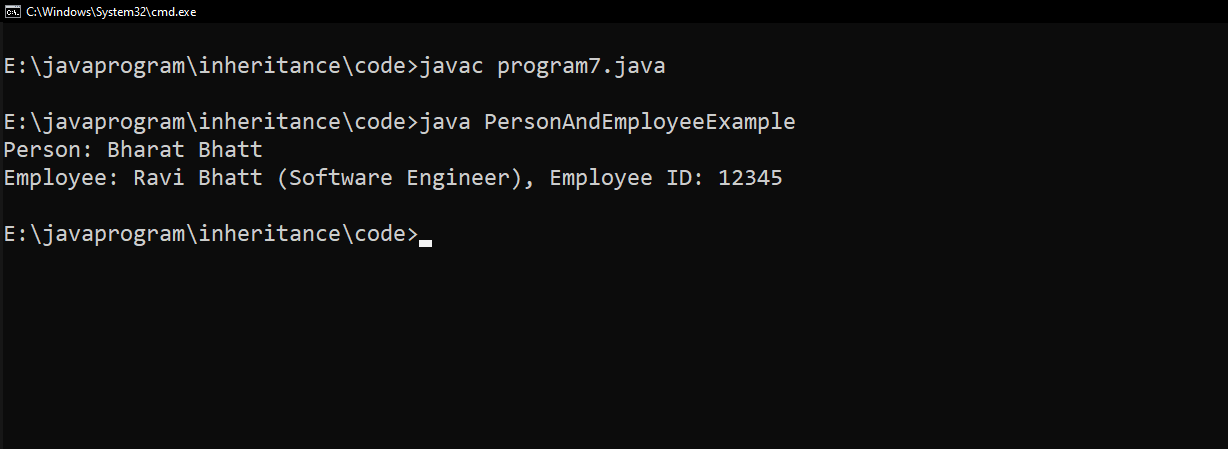 C:\Windows\System32\cmd.exe
E:\javaprogram\inheritance\code>javac program7.java
E:\javaprogram\inheritance\code>java PersonAndEmployeeExample
Person: Bharat Bhatt
Employee: Ravi Bhatt (Software Engineer), Employee ID: 12345
E:\javaprogram\inheritance\code>